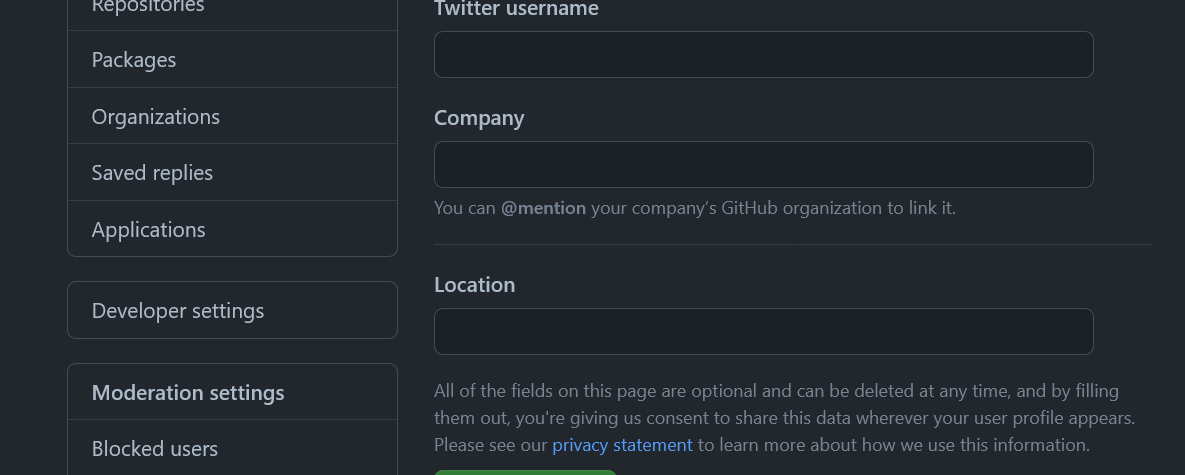 Repositories
Packages
Organizations
Saved replies
Applications
Developer settings
Moderation settings
Blocked users
Twitter username
Company
You can @mention your company’s GitHub organization to link it.
Location
All of the fields on this page are optional and can be deleted at any time, and by filling
them out, you're giving us consent to share this data wherever your user profile appears.
Please see our privacy statement to learn more about how we use this information.